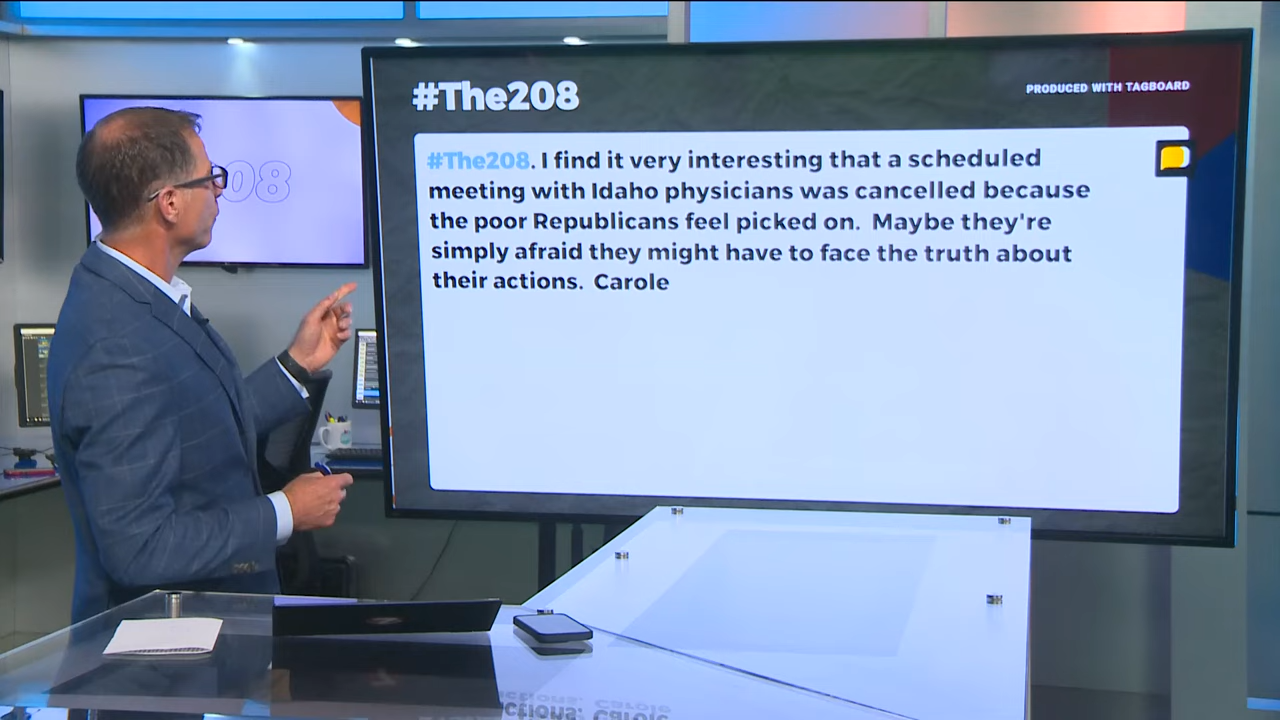 #The208
PRODUCED WITH TAGBOARD
#The208. I find it very interesting that a scheduled
meeting with Idaho physicians was cancelled because
the poor Republicans feel picked on.  Maybe they're
simply afraid they might have to face the truth about
their actions.  Carole
08